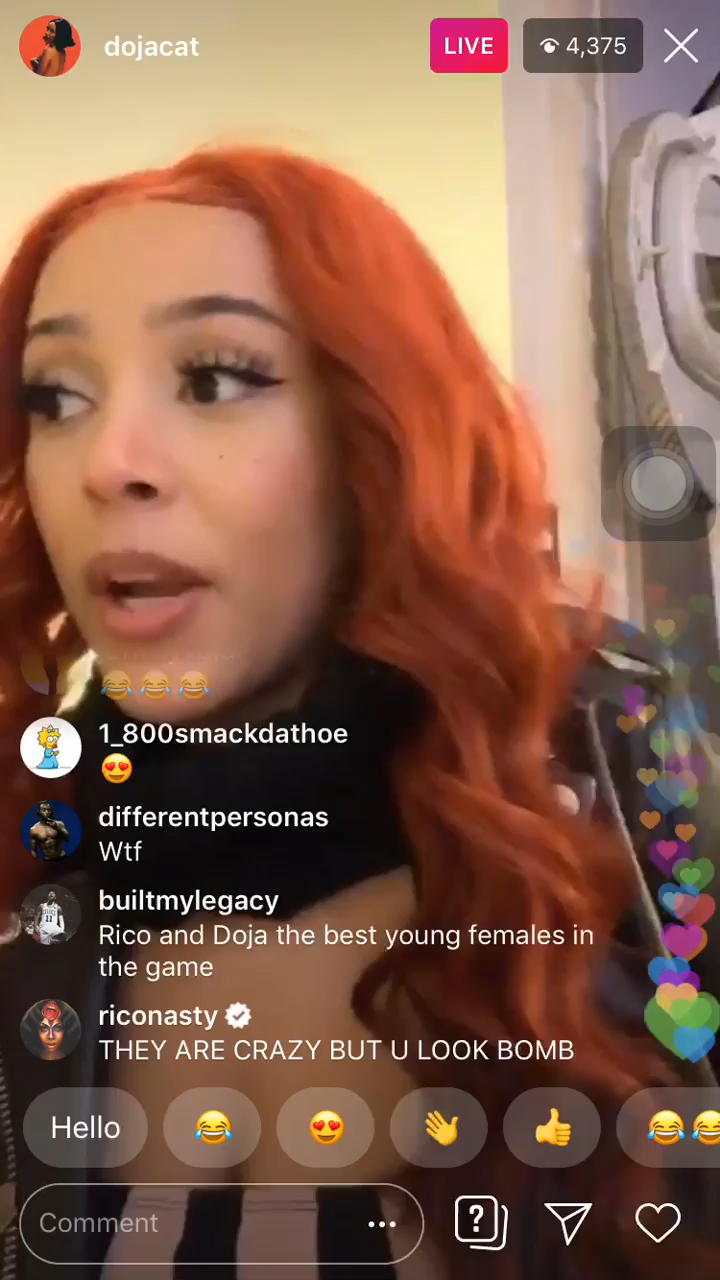 dojacat
LIVE
4,375
😂😂😂
1_800smackdathoe
😍
differentpersonas
Wtf
builtmylegacy
Rico and Doja the best young females in
the game
riconasty
THEY ARE CRAZY BUT U LOOK BOMB
Hello
😂
😍
👋
👍
😂😂
Comment